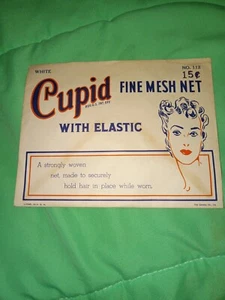 WHITE
NO. 112
15¢
Cupid
FINE MESH NET
WITH ELASTIC
A strongly woven
net, made to securely
hold hair in place while worn.